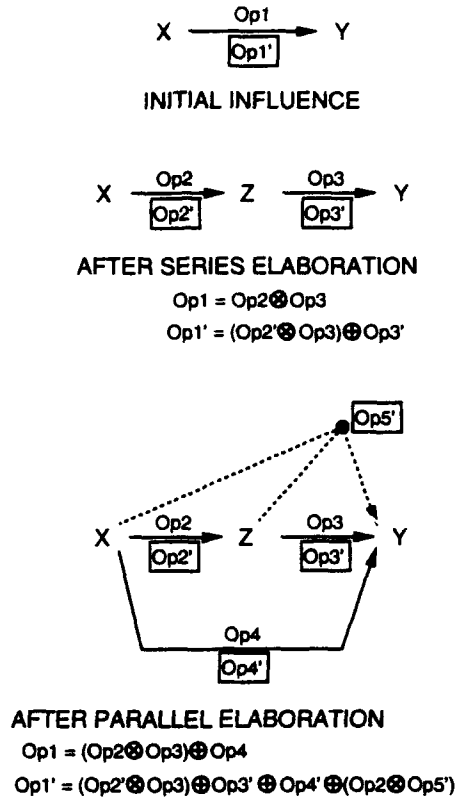 Op1
X Y
Op1'
INITIAL INFLUENCE
Op2 Op3
X Z Y
Op2' Op3'
AFTER SERIES ELABORATION
Op1 = Op2⊗Op3
Op1' = (Op2'⊗Op3)⊕Op3'
Op5'
Op2 Op3
X Z Y
Op2' Op3'
Op4
Op4'
AFTER PARALLEL ELABORATION
Op1 = (Op2⊗Op3)⊕Op4
Op1' = (Op2'⊗Op3)⊕Op3' ⊕ Op4' ⊕(Op2⊗Op5')